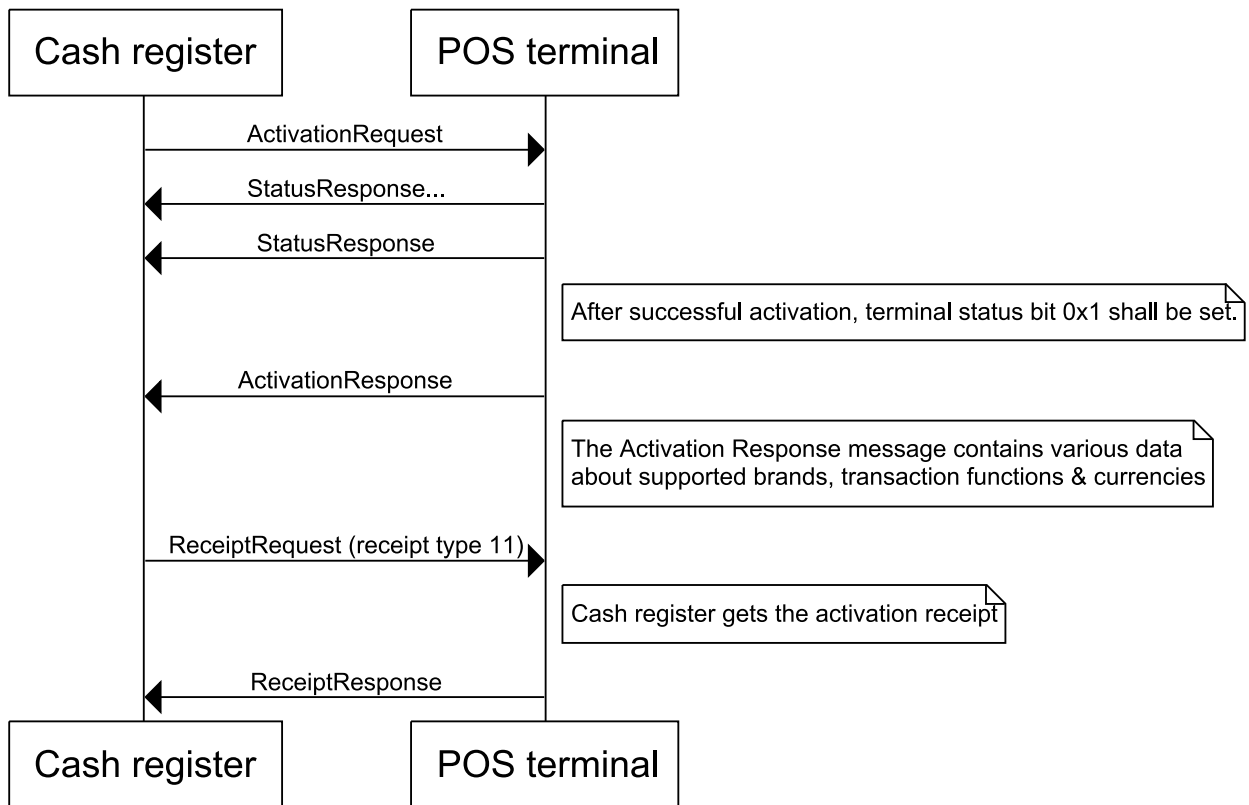 Cash register
POS terminal
ActivationRequest
StatusResponse...
StatusResponse
After successful activation, terminal status bit 0x1 shall be set.
ActivationResponse
The Activation Response message contains various data
about supported brands, transaction functions & currencies
ReceiptRequest (receipt type 11)
Cash register gets the activation receipt
ReceiptResponse
Cash register
POS terminal